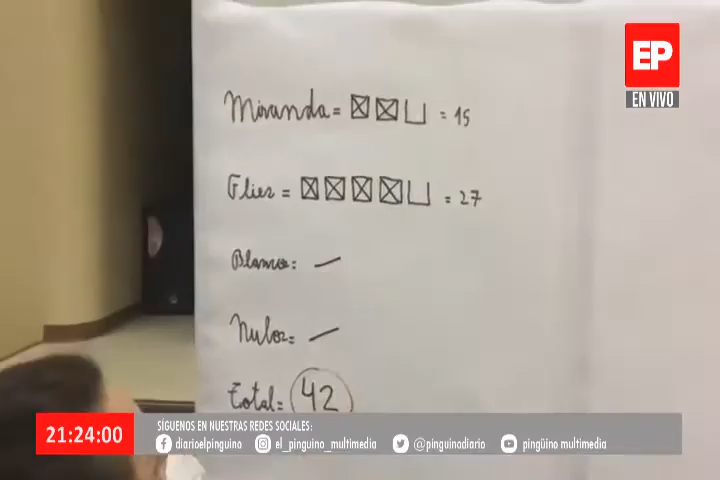 EP
EN VIVO
Miranda = = 15
Flies = = 27
Blancos: —
Nulos= —
Total= 42
21:24:00
SÍGUENOS EN NUESTRAS REDES SOCIALES:
diarioelpinguino el_pinguino_multimedia @pinguinodiario pingüino multimedia